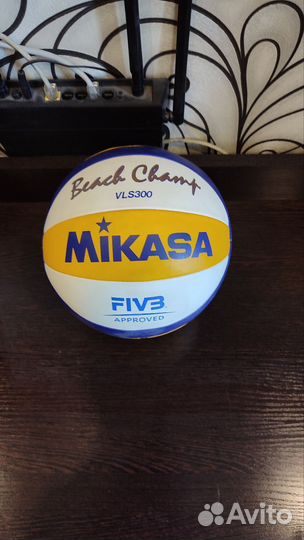 Beach Champ
VLS300
MIKASA
FIVB
APPROVED
Avito